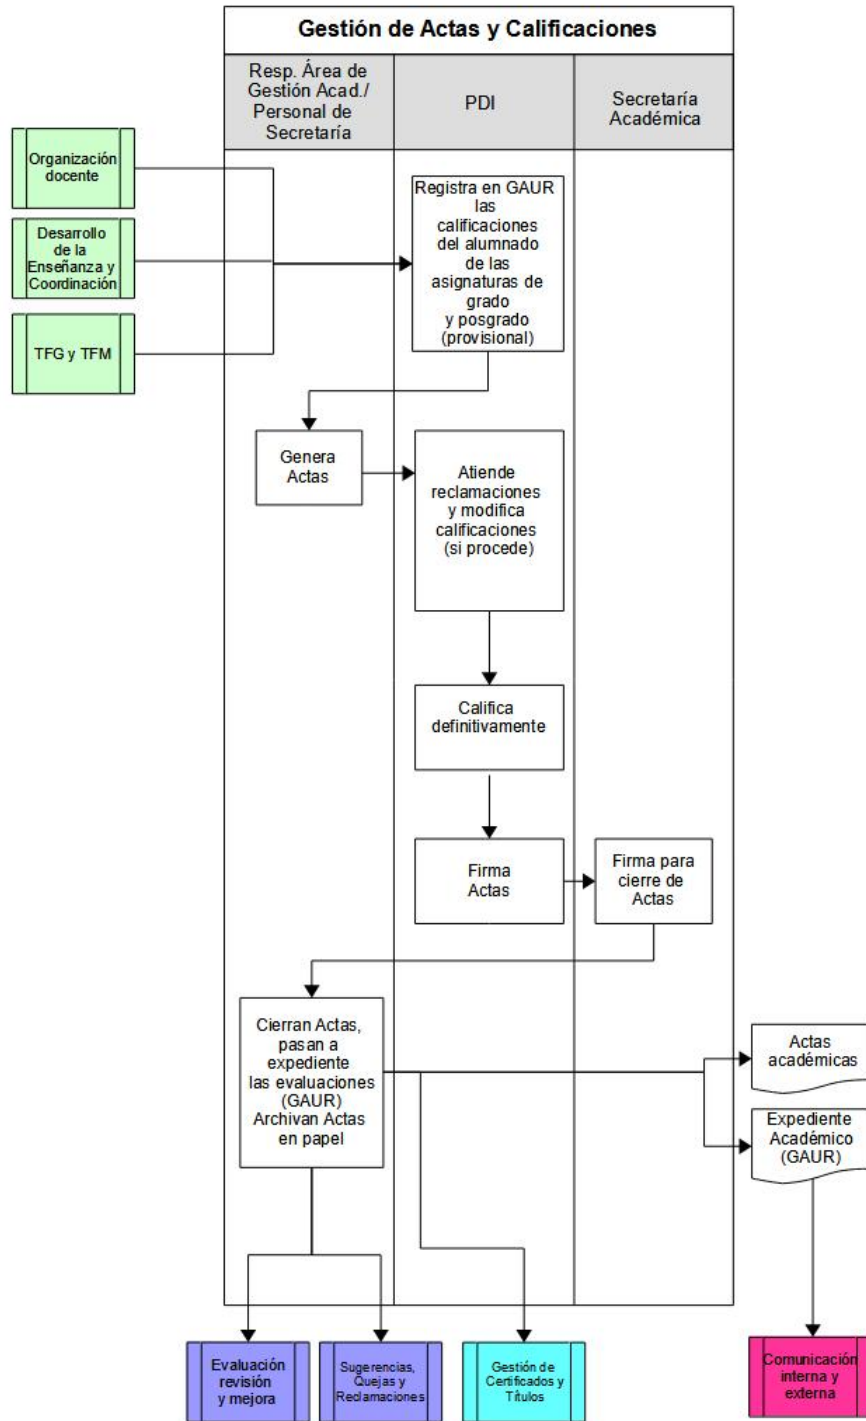 Gestión de Actas y Calificaciones
Resp. Área de
Gestión Acad./
Personal de
Secretaría
PDI
Secretaría
Académica
Organización
docente
Desarrollo
de la
Enseñanza y
Coordinación
TFG y TFM
Registra en GAUR
las
calificaciones
del alumnado
de las
asignaturas de
grado
y posgrado
(provisional)
Genera
Actas
Atiende
reclamaciones
y modifica
calificaciones
(si procede)
Califica
definitivamente
Firma
Actas
Firma para
cierre de
Actas
Cierran Actas,
pasan a
expediente
las evaluaciones
(GAUR)
Archivan Actas
en papel
Actas
académicas
Expediente
Académico
(GAUR)
Evaluación
revisión
y mejora
Sugerencias,
Quejas y
Reclamaciones
Gestión de
Certificados y
Títulos
Comunicación
interna y
externa